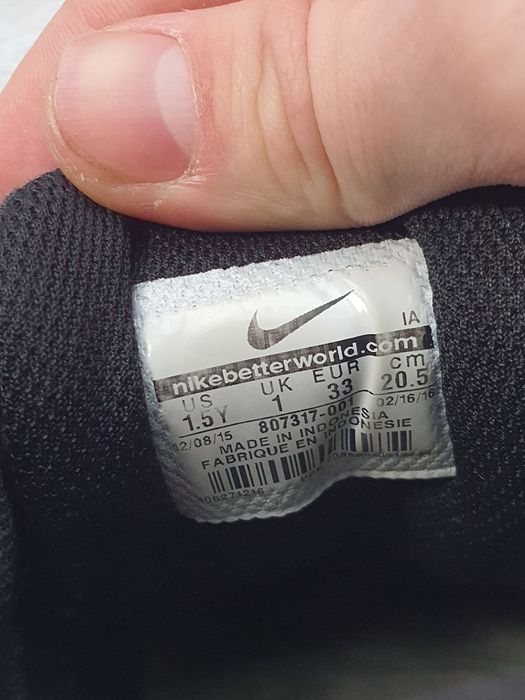 IA
nikebetterworld.com
US UK EUR cm
1.5Y 1 33 20.5
12/08/15 807317-001 02/16/16
MADE IN INDONESIA
FABRIQUE EN INDONESIE